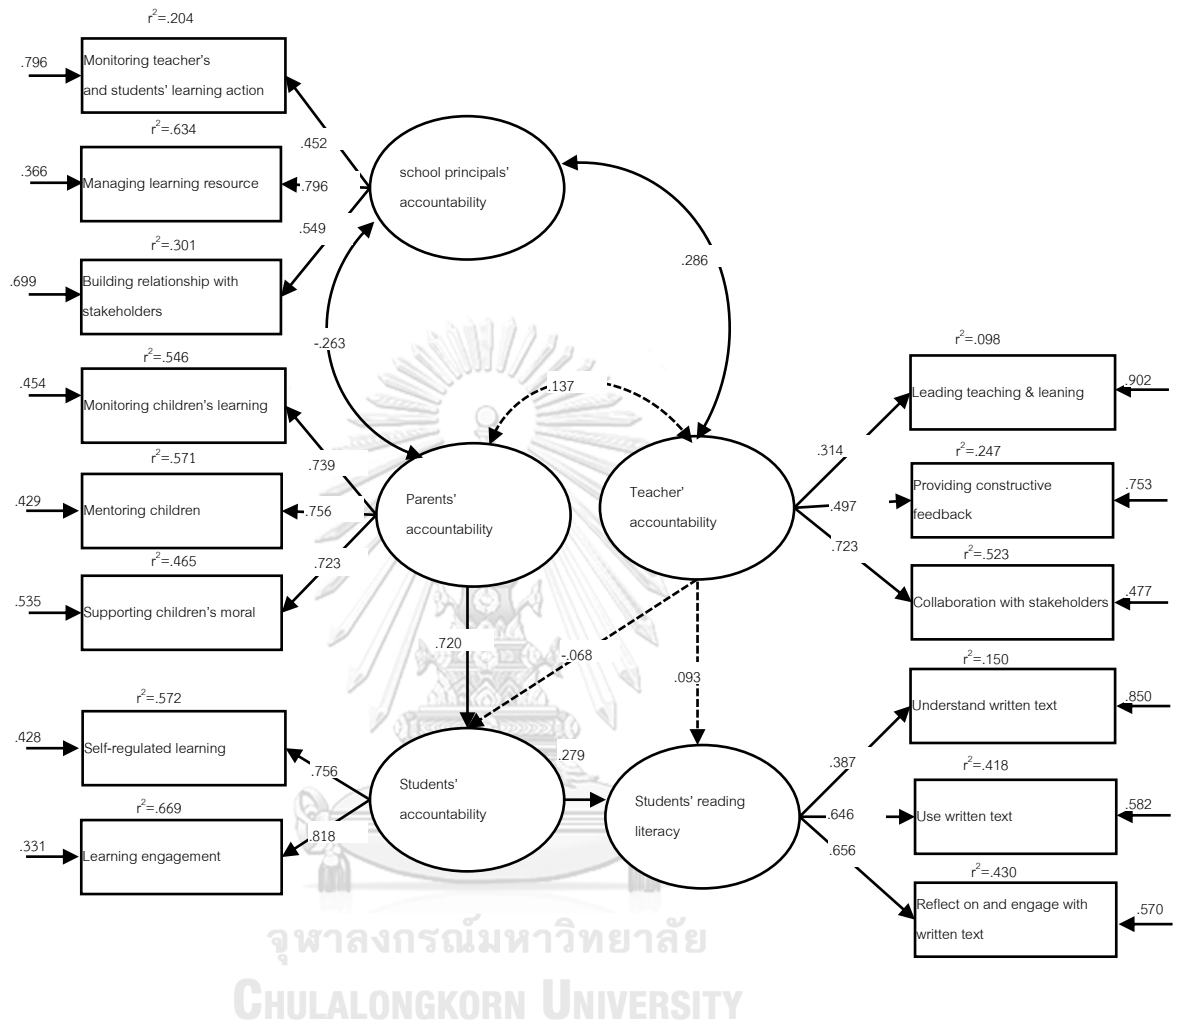 r2=.204
.796
Monitoring teacher's
and students' learning action
.452
r2=.634
.366
Managing learning resource
.796
school principals'
accountability
.549
r2=.301
.699
Building relationship with
stakeholders
.286
-.263
r2=.546
.454
Monitoring children's learning
.739
.137
r2=.098
Leading teaching & leaning
.902
.314
r2=.571
.429
Mentoring children
.756
Parents'
accountability
Teacher'
accountability
r2=.247
Providing constructive
feedback
.753
.497
.723
r2=.465
.535
Supporting children's moral
.723
r2=.523
Collaboration with stakeholders
.477
.720
-.068
.093
r2=.150
Understand written text
.850
r2=.572
.428
Self-regulated learning
.756
.279
.387
r2=.669
.331
Learning engagement
.818
Students'
accountability
Students' reading
literacy
r2=.418
Use written text
.582
.646
.656
r2=.430
Reflect on and engage with
written text
.570
จุฬาลงกรณ์มหาวิทยาลัย
CHULALONGKORN UNIVERSITY